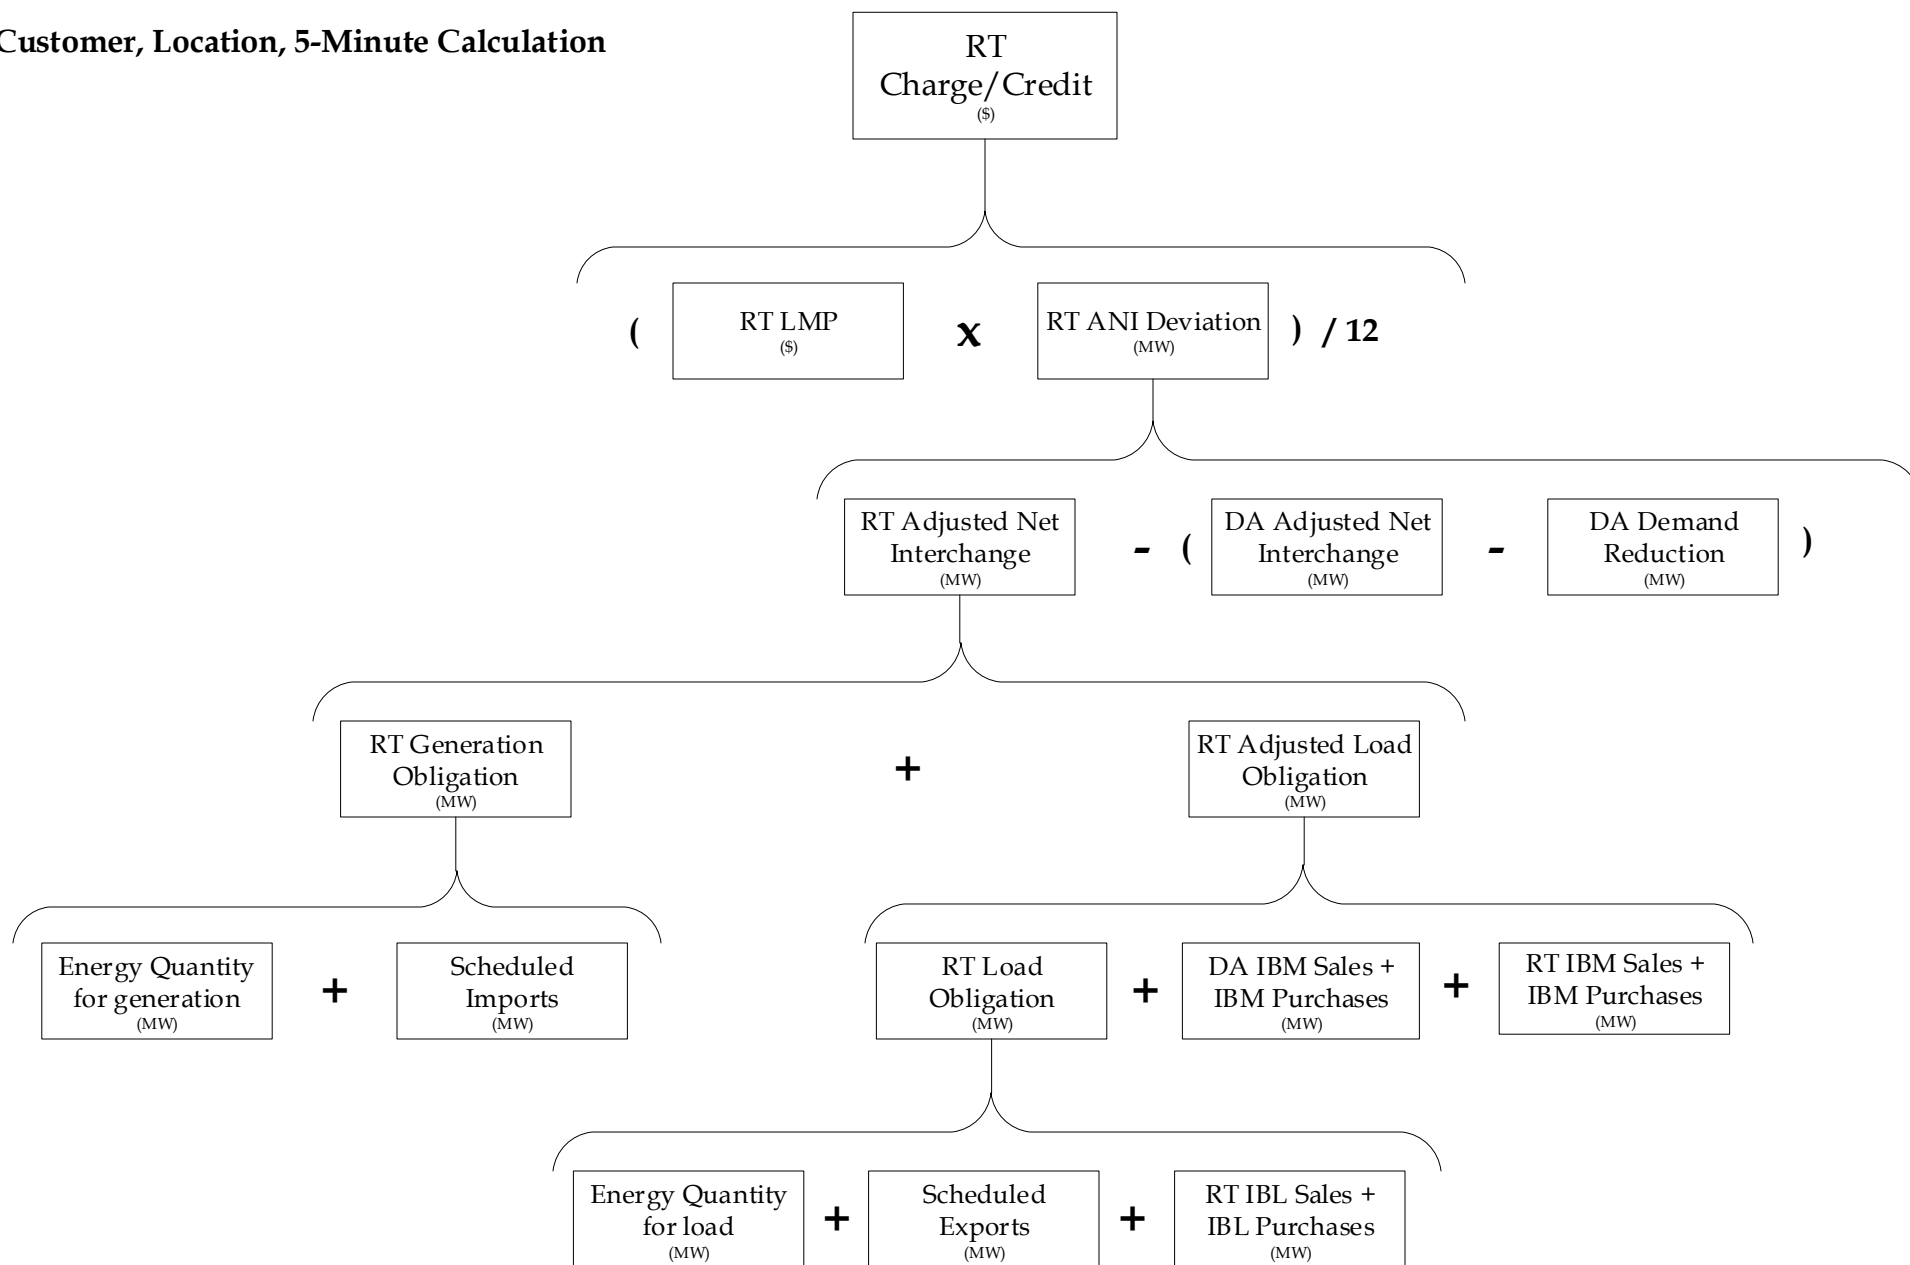 Customer, Location, 5-Minute Calculation
RT
Charge/Credit
($)
(
RT LMP
($)
x
RT ANI Deviation
(MW)
) / 12
RT Adjusted Net
Interchange
(MW)
-
(
DA Adjusted Net
Interchange
(MW)
-
DA Demand
Reduction
(MW)
)
RT Generation
Obligation
(MW)
+
RT Adjusted Load
Obligation
(MW)
Energy Quantity
for generation
(MW)
+
Scheduled
Imports
(MW)
RT Load
Obligation
(MW)
+
DA IBM Sales +
IBM Purchases
(MW)
+
RT IBM Sales +
IBM Purchases
(MW)
Energy Quantity
for load
(MW)
+
Scheduled
Exports
(MW)
+
RT IBL Sales +
IBL Purchases
(MW)